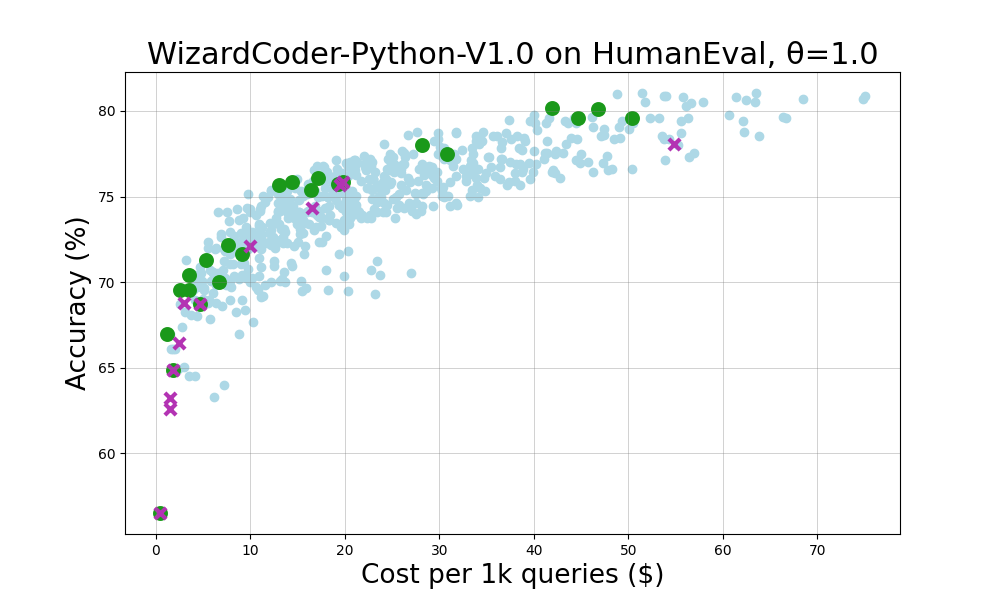 WizardCoder-Python-V1.0 on HumanEval, θ=1.0
Accuracy (%)
80
75
70
65
60
0 10 20 30 40 50 60 70
Cost per 1k queries ($)